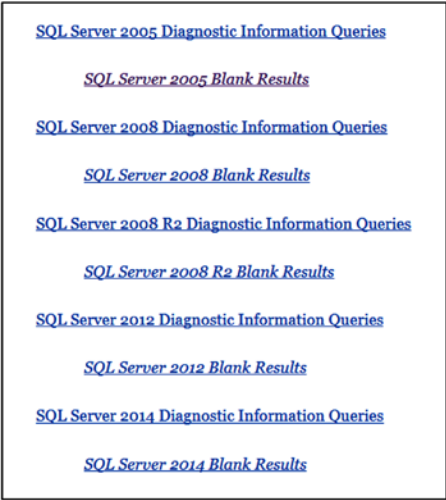 SQL Server 2005 Diagnostic Information Queries
SQL Server 2005 Blank Results
SQL Server 2008 Diagnostic Information Queries
SQL Server 2008 Blank Results
SQL Server 2008 R2 Diagnostic Information Queries
SQL Server 2008 R2 Blank Results
SQL Server 2012 Diagnostic Information Queries
SQL Server 2012 Blank Results
SQL Server 2014 Diagnostic Information Queries
SQL Server 2014 Blank Results